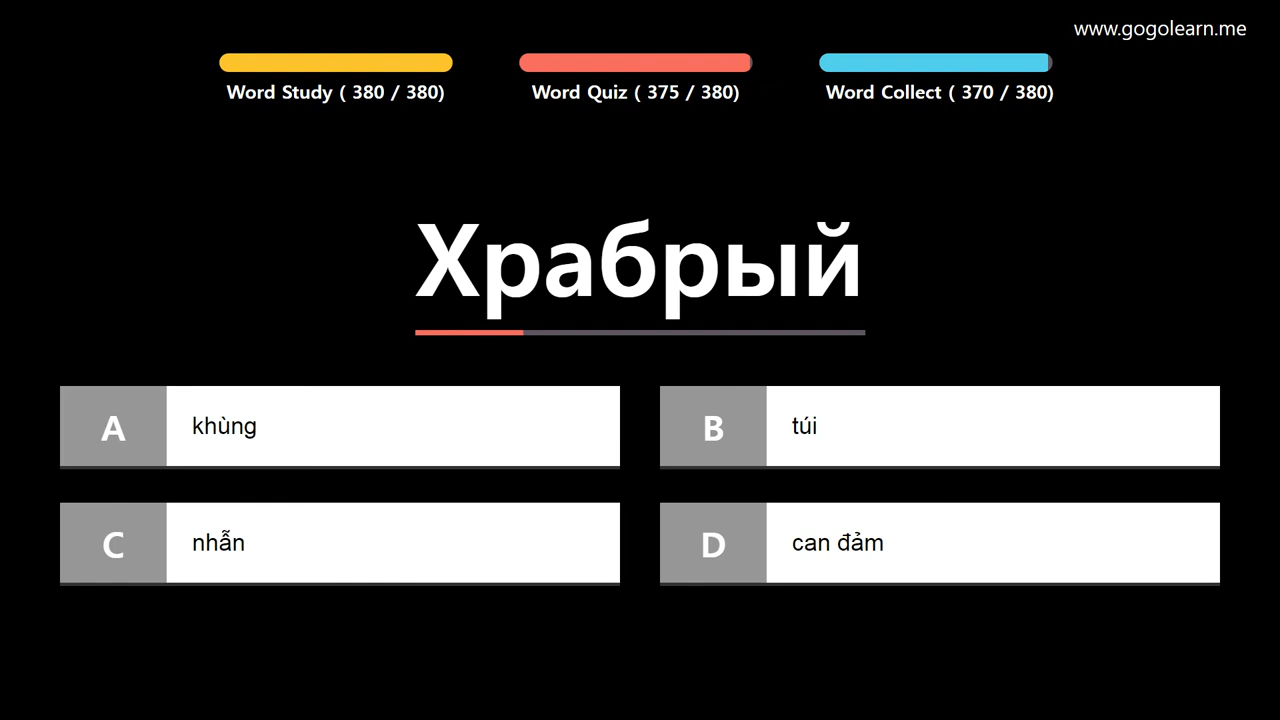 www.gogolearn.me
Word Study ( 380 / 380)
Word Quiz ( 375 / 380)
Word Collect ( 370 / 380)
Храбрый
A khùng
B túi
C nhẫn
D can đảm